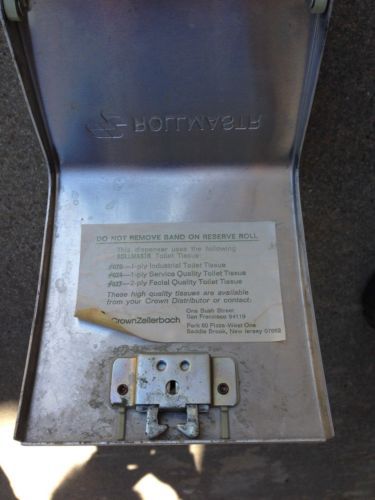 ROLLMASTR
DO NOT REMOVE BAND ON RESERVE ROLL
This dispenser uses the following
ROLLMASTR Toilet Tissue:
#070—1-ply Industrial Toilet Tissue
#024—1-ply Service Quality Toilet Tissue
#027—2-ply Facial Quality Toilet Tissue
These high quality tissues are available
from your Crown Distributor or contact.
CrownZellerbach
One Bush Street
San Francisco 94119
Park 80 Plaza-West One
Saddle Brook, New Jersey 07662